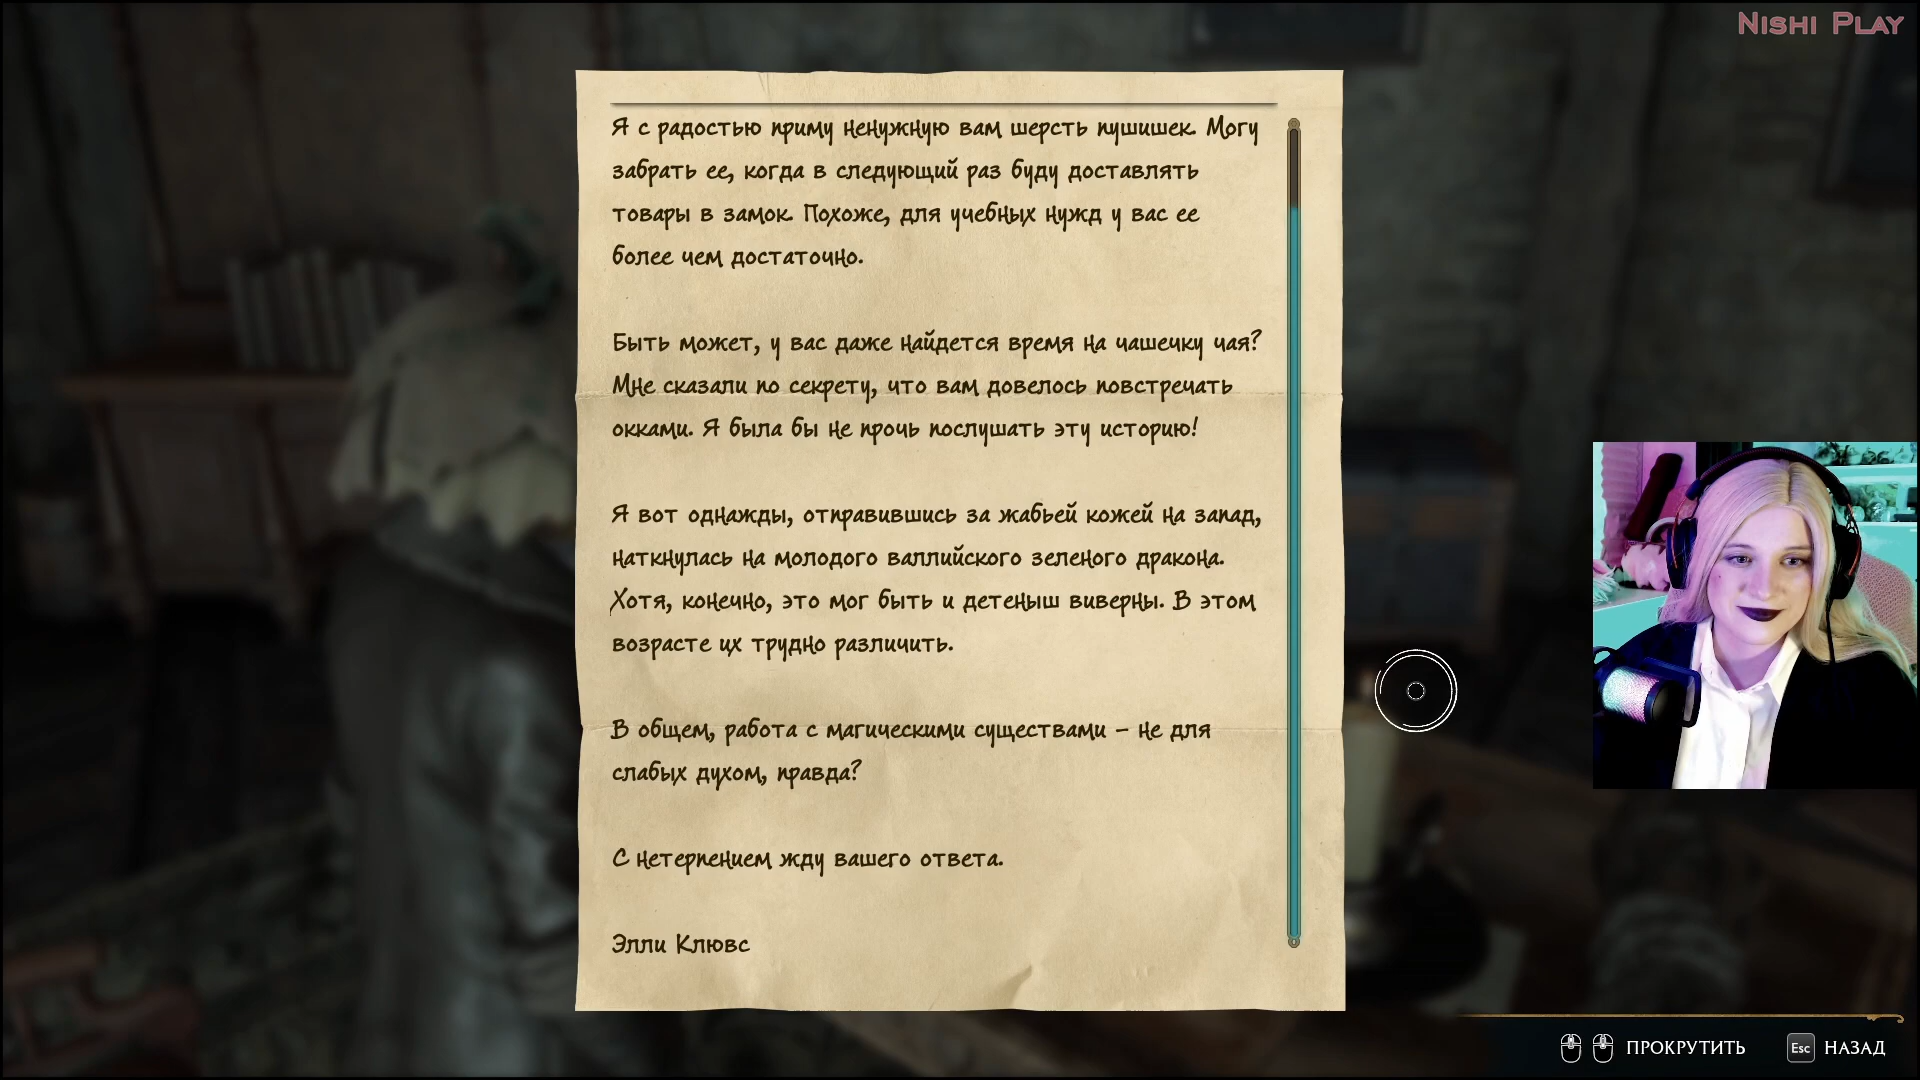 Nishi Play
Я с радостью приму ненужную вам шерсть пушишек. Могу
забрать ее, когда в следующий раз буду доставлять
товары в замок. Похоже, для учебных нужд у вас ее
более чем достаточно.
Быть может, у вас даже найдется время на чашечку чая?
Мне сказали по секрету, что вам довелось повстречать
окками. Я была бы не прочь послушать эту историю!
Я вот однажды, отправившись за жабьей кожей на запад,
наткнулась на молодого валлийского зеленого дракона.
Хотя, конечно, это мог быть и детеныш виверны. В этом
возрасте их трудно различить.
В общем, работа с магическими существами – не для
слабых духом, правда?
С нетерпением жду вашего ответа.
Элли Клювс
ПРОКРУТИТЬ Esc НАЗАД